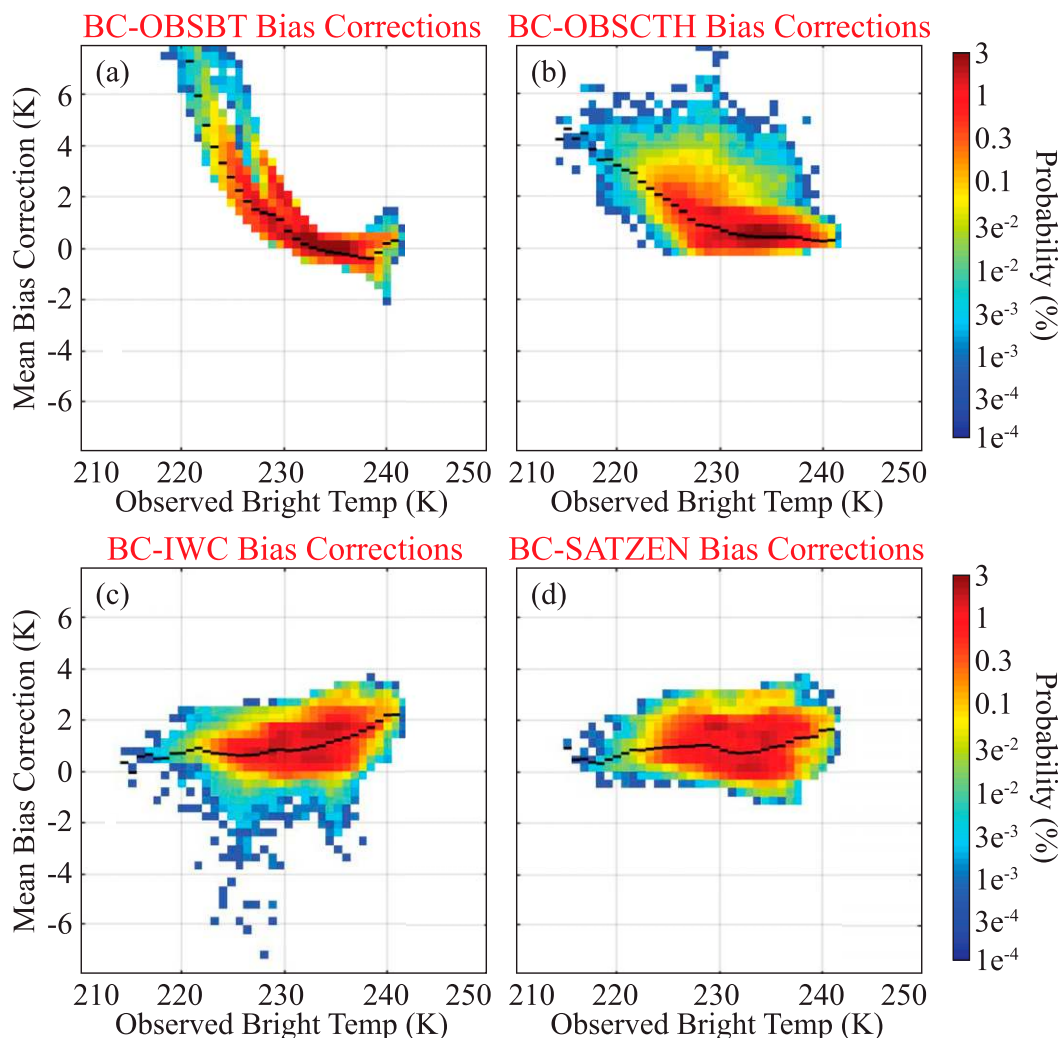 BC-OBSBT Bias Corrections
BC-OBSCTH Bias Corrections
(a)
(b)
Mean Bias Correction (K)
6
4
2
0
-2
-4
-6
210 220 230 240 250
Observed Bright Temp (K)
210 220 230 240 250
Observed Bright Temp (K)
3
1
0.3
0.1
3e-2
1e-2
3e-3
1e-3
3e-4
1e-4
Probability (%)
BC-IWC Bias Corrections
BC-SATZEN Bias Corrections
(c)
(d)
Mean Bias Correction (K)
6
4
2
0
-2
-4
-6
210 220 230 240 250
Observed Bright Temp (K)
210 220 230 240 250
Observed Bright Temp (K)
3
1
0.3
0.1
3e-2
1e-2
3e-3
1e-3
3e-4
1e-4
Probability (%)